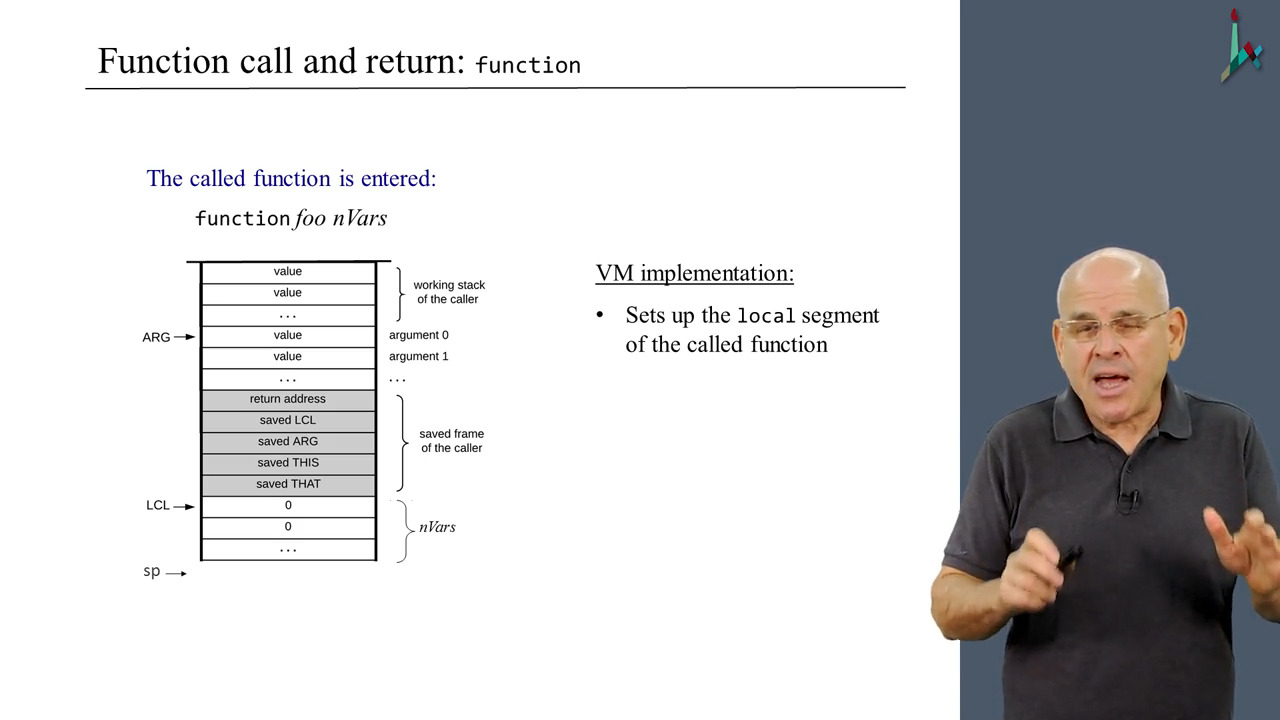 Function call and return: function
The called function is entered:
function foo nVars
value
value
...
working stack
of the caller
ARG
value
argument 0
value
argument 1
...
...
return address
saved LCL
saved ARG
saved THIS
saved THAT
saved frame
of the caller
LCL
0
0
...
nVars
sp
VM implementation:
• Sets up the local segment
of the called function